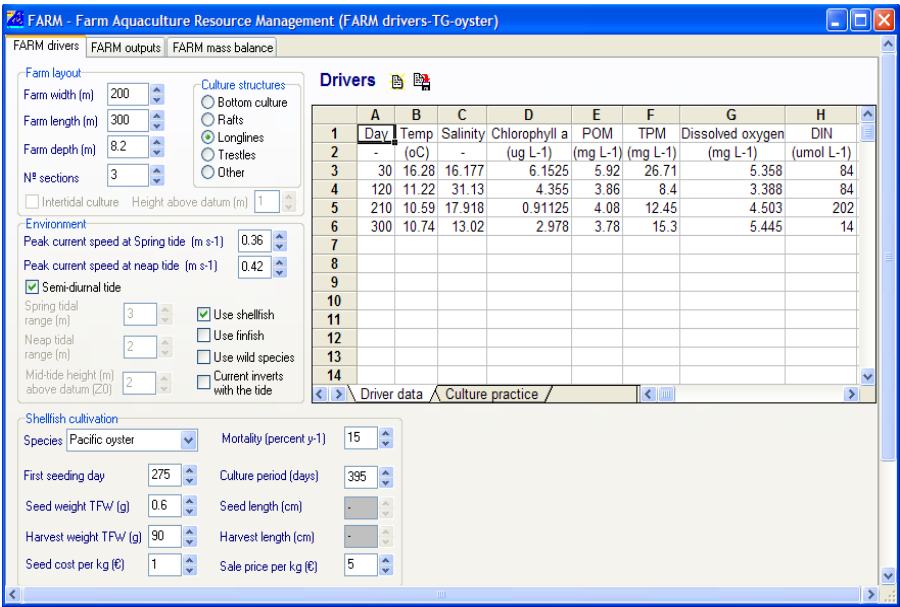 FARM - Farm Aquaculture Resource Management (FARM drivers-TG-oyster)
FARM drivers FARM outputs FARM mass balance
Farm layout
Farm width (m) 200
Farm length (m) 300
Farm depth (m) 8.2
Nº sections 3
Culture structures
Bottom culture
Rafts
Longlines
Trestles
Other
Intertidal culture Height above datum (m) 1
Environment
Peak current speed at Spring tide (m s-1) 0.36
Peak current speed at neap tide (m s-1) 0.42
Semi-diurnal tide
Spring tidal
range (m) 3
Neap tidal
range (m) 2
Mid-tide height (m)
above datum (Z0) 2
Use shellfish
Use finfish
Use wild species
Current inverts
with the tide
Drivers
A B C D E F G H
1 Day Temp Salinity Chlorophyll a POM TPM Dissolved oxygen DIN
2 - (oC) - (ug L-1) (mg L-1) (mg L-1) (mg L-1) (umol L-1)
3 30 16.28 16.177 6.1525 5.92 26.71 5.358 84
4 120 11.22 31.13 4.355 3.86 8.4 3.388 84
5 210 10.59 17.918 0.91125 4.08 12.45 4.503 202
6 300 10.74 13.02 2.978 3.78 15.3 5.445 14
7
8
9
10
11
12
13
14
Driver data Culture practice
Shellfish cultivation
Species Pacific oyster Mortality (percent y-1) 15
First seeding day 275 Culture period (days) 395
Seed weight TFW (g) 0.6 Seed length (cm) -
Harvest weight TFW (g) 90 Harvest length (cm) -
Seed cost per kg (€) 1 Sale price per kg (€) 5